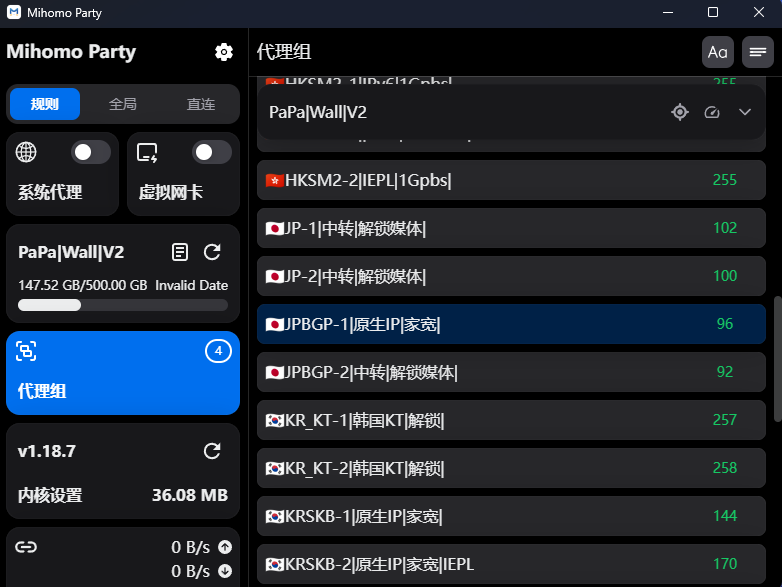 Mihomo Party
Mihomo Party
规则
全局
直连
系统代理
虚拟网卡
PaPa|Wall|V2
147.52 GB/500.00 GB Invalid Date
4
代理组
v1.18.7
内核设置 36.08 MB
0 B/s
0 B/s
代理组
Aa
HKSM2-1|IPv6|1Gpbs| 255
PaPa|Wall|V2
🇭🇰HKSM2-2|IEPL|1Gpbs| 255
🇯🇵JP-1|中转|解锁媒体| 102
🇯🇵JP-2|中转|解锁媒体| 100
🇯🇵JPBGP-1|原生IP|家宽| 96
🇯🇵JPBGP-2|中转|解锁媒体| 92
🇰🇷KR_KT-1|韩国KT|解锁| 257
🇰🇷KR_KT-2|韩国KT|解锁| 258
🇰🇷KRSKB-1|原生IP|家宽| 144
🇰🇷KRSKB-2|原生IP|家宽|IEPL 170